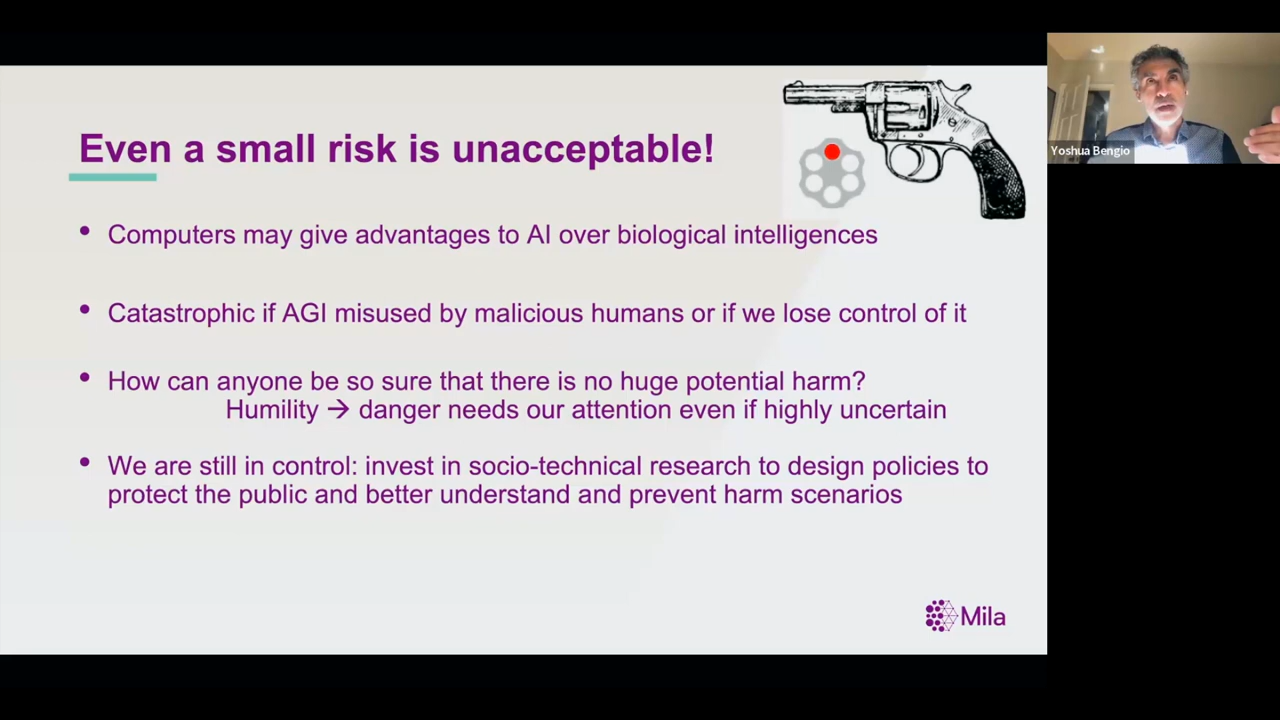 Even a small risk is unacceptable!
• Computers may give advantages to AI over biological intelligences
• Catastrophic if AGI misused by malicious humans or if we lose control of it
• How can anyone be so sure that there is no huge potential harm?
Humility → danger needs our attention even if highly uncertain
• We are still in control: invest in socio-technical research to design policies to
protect the public and better understand and prevent harm scenarios
Mila
Yoshua Bengio